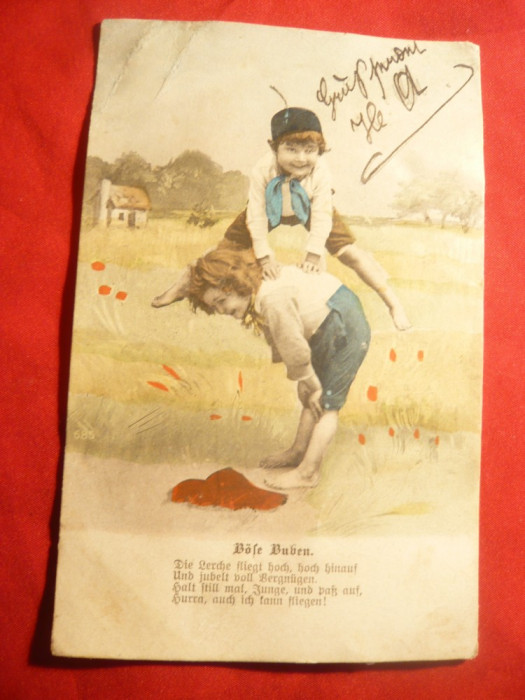 Gruß
585
Böse Buben.
Die Lerche fliegt hoch, hoch hinauf
Und jubelt voll Vergnügen.
Halt still mal, Junge, und paß auf,
Hurra, auch ich kann fliegen!